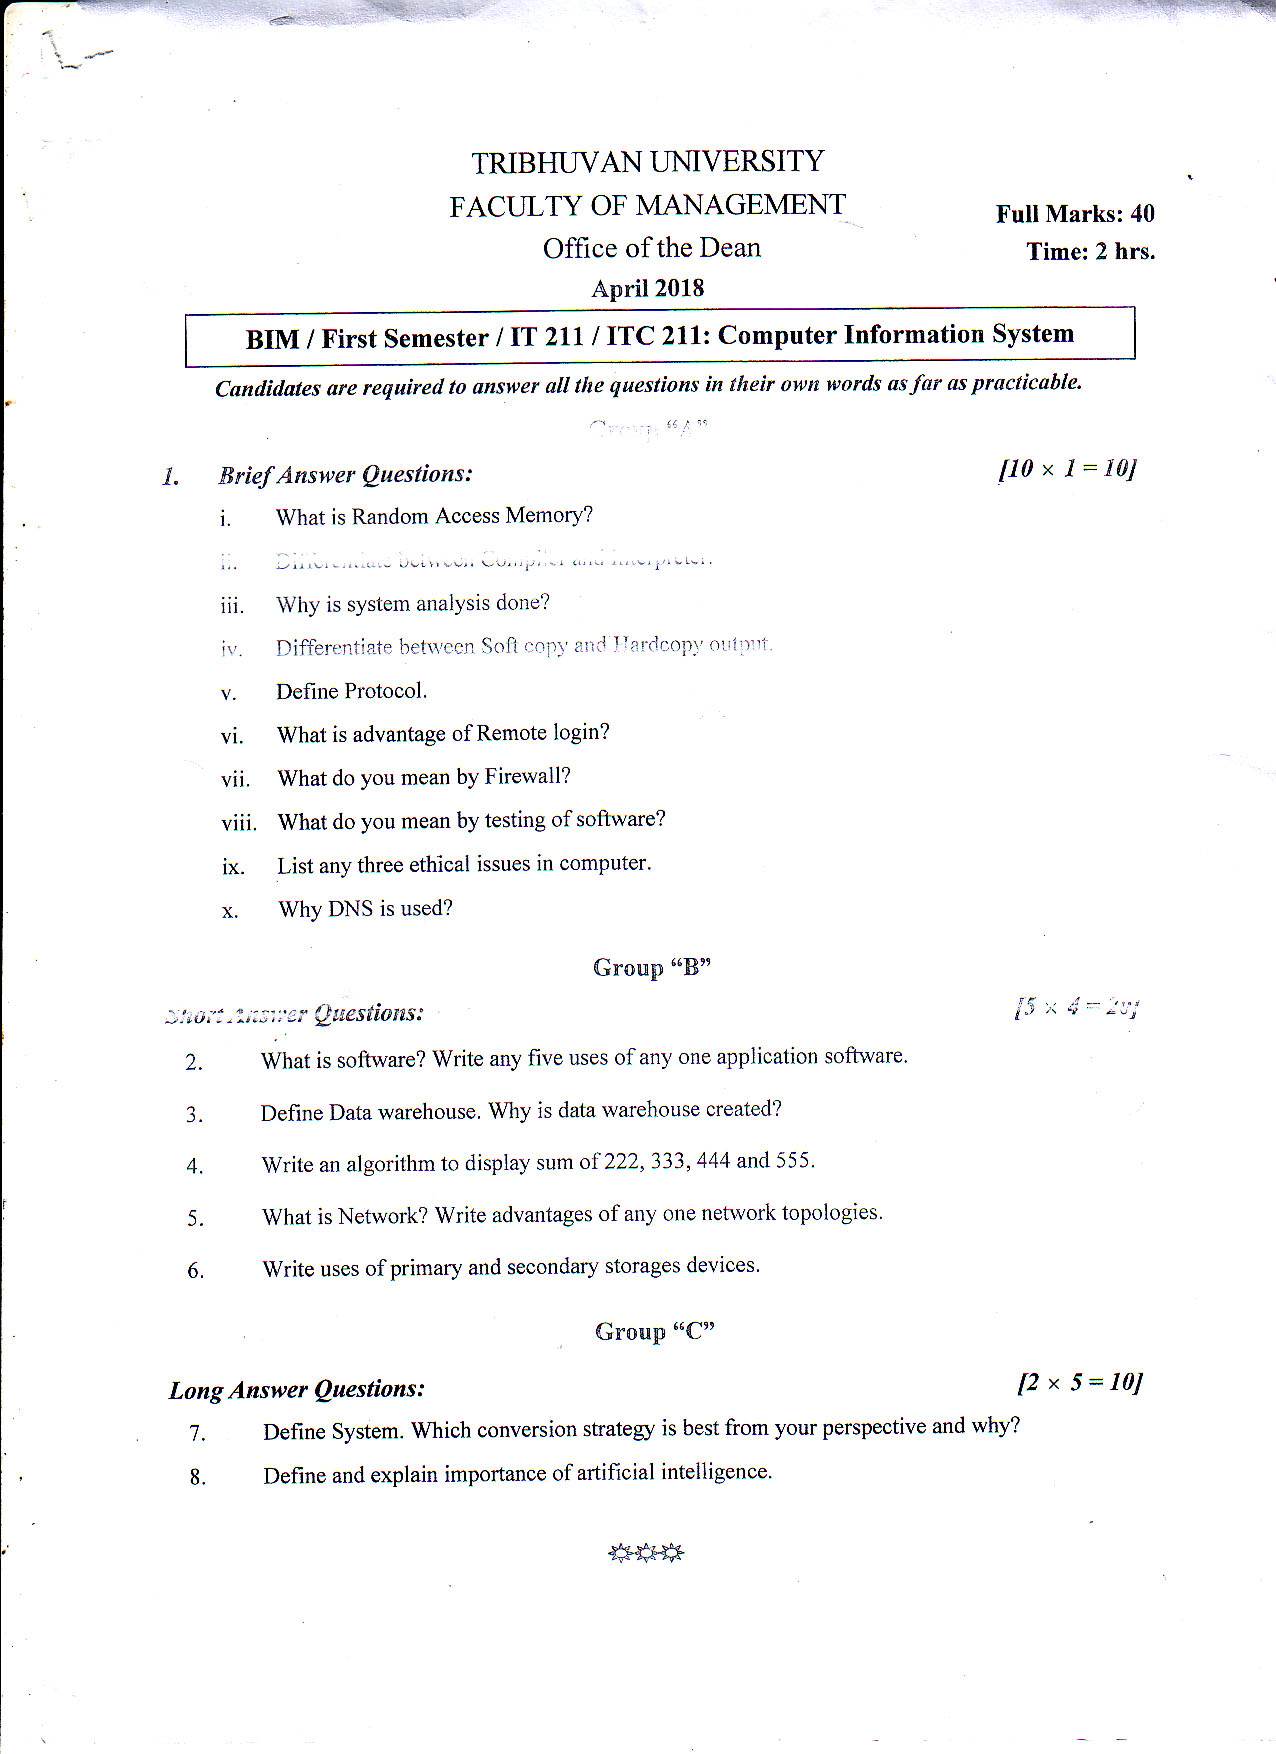 TRIBHUVAN UNIVERSITY
FACULTY OF MANAGEMENT
Full Marks: 40
Office of the Dean
Time: 2 hrs.
April 2018
BIM / First Semester / IT 211 / ITC 211: Computer Information System
Candidates are required to answer all the questions in their own words as far as practicable.
Group “A”
1. Brief Answer Questions: [10 × 1 = 10]
i. What is Random Access Memory?
ii. Differentiate between Compiler and Interpreter.
iii. Why is system analysis done?
iv. Differentiate between Soft copy and Hardcopy output.
v. Define Protocol.
vi. What is advantage of Remote login?
vii. What do you mean by Firewall?
viii. What do you mean by testing of software?
ix. List any three ethical issues in computer.
x. Why DNS is used?
Group “B”
Short Answer Questions: [5 × 4 = 20]
2. What is software? Write any five uses of any one application software.
3. Define Data warehouse. Why is data warehouse created?
4. Write an algorithm to display sum of 222, 333, 444 and 555.
5. What is Network? Write advantages of any one network topologies.
6. Write uses of primary and secondary storages devices.
Group “C”
Long Answer Questions: [2 × 5 = 10]
7. Define System. Which conversion strategy is best from your perspective and why?
8. Define and explain importance of artificial intelligence.